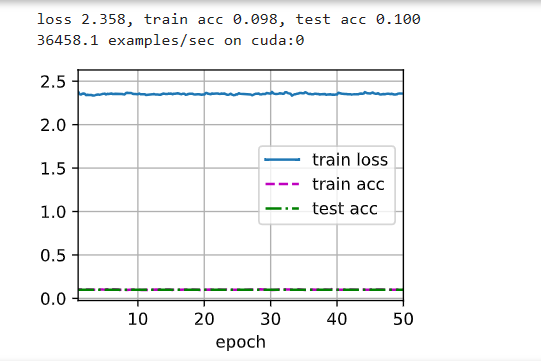 loss 2.358, train acc 0.098, test acc 0.100
36458.1 examples/sec on cuda:0
2.5
2.0
1.5
1.0
0.5
0.0
train loss
train acc
test acc
10 20 30 40 50
epoch